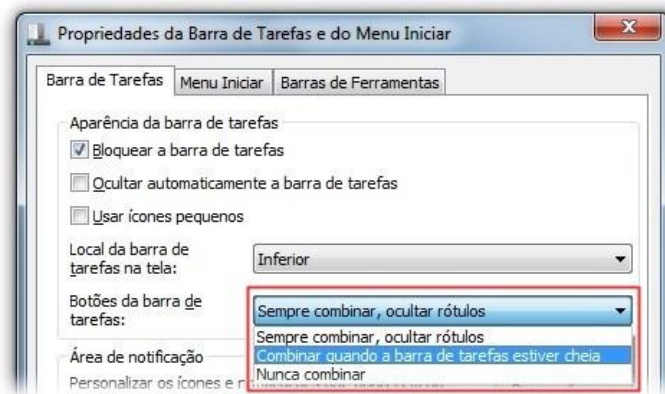 Propriedades da Barra de Tarefas e do Menu Iniciar
Barra de Tarefas
Menu Iniciar
Barras de Ferramentas
Aparência da barra de tarefas
Bloquear a barra de tarefas
Ocultar automaticamente a barra de tarefas
Usar ícones pequenos
Local da barra de
tarefas na tela:
Inferior
Botões da barra de
tarefas:
Sempre combinar, ocultar rótulos
Sempre combinar, ocultar rótulos
Combinar quando a barra de tarefas estiver cheia
Nunca combinar
Área de notificação
Personalizar os ícones e